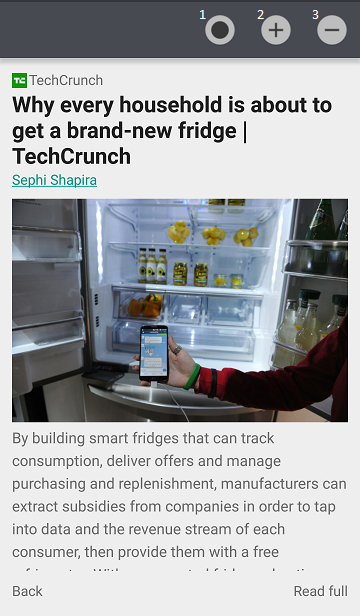 1 2 3
TechCrunch
Why every household is about to
get a brand-new fridge |
TechCrunch
Sephi Shapira
By building smart fridges that can track
consumption, deliver offers and manage
purchasing and replenishment, manufacturers can
extract subsidies from companies in order to tap
into data and the revenue stream of each
consumer, then provide them with a free
Back Read full